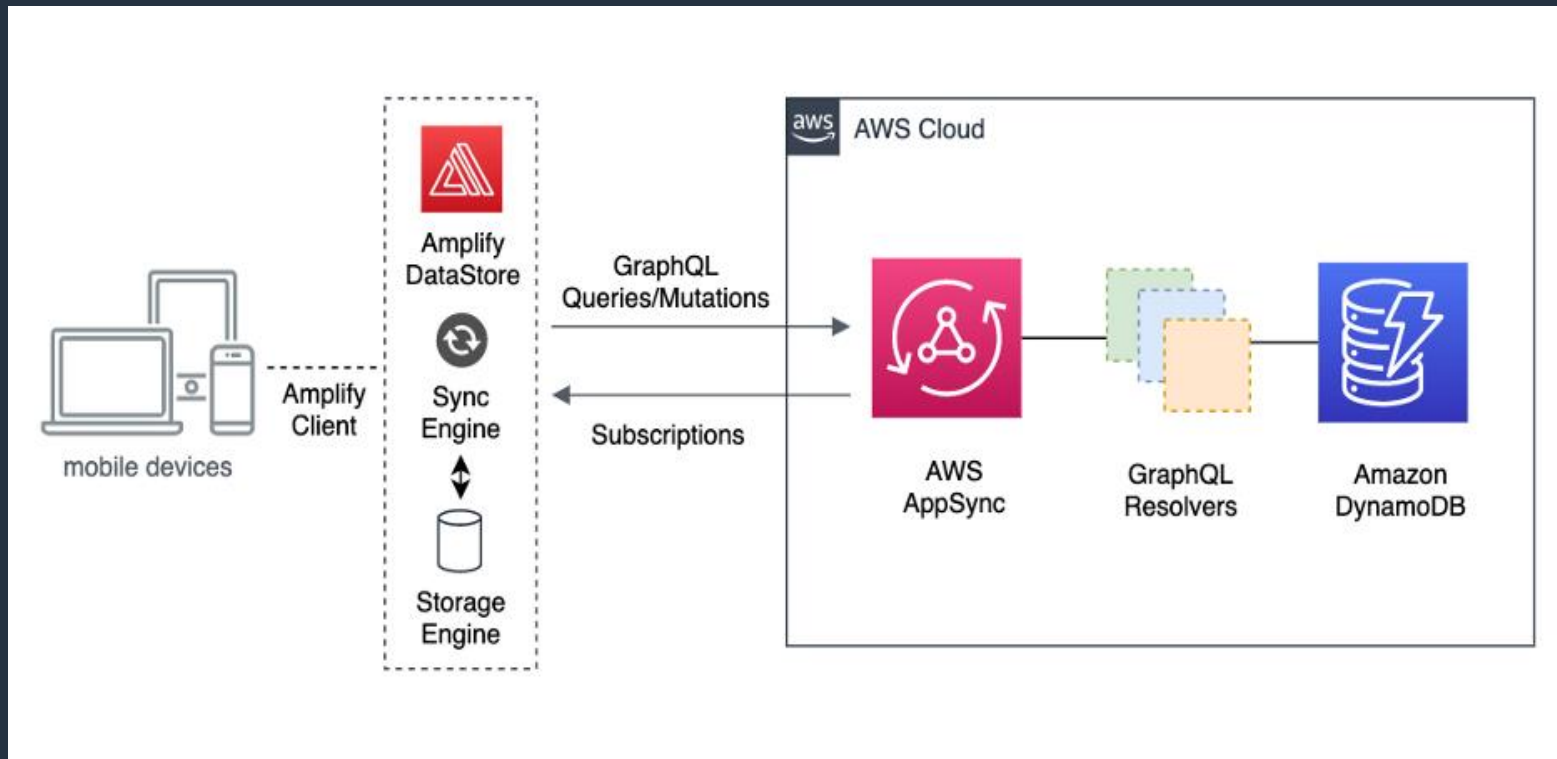 aws
AWS Cloud
Amplify
DataStore
GraphQL
Queries/Mutations
Amplify
Client
Sync
Engine
Subscriptions
mobile devices
Storage
Engine
AWS
AppSync
GraphQL
Resolvers
Amazon
DynamoDB